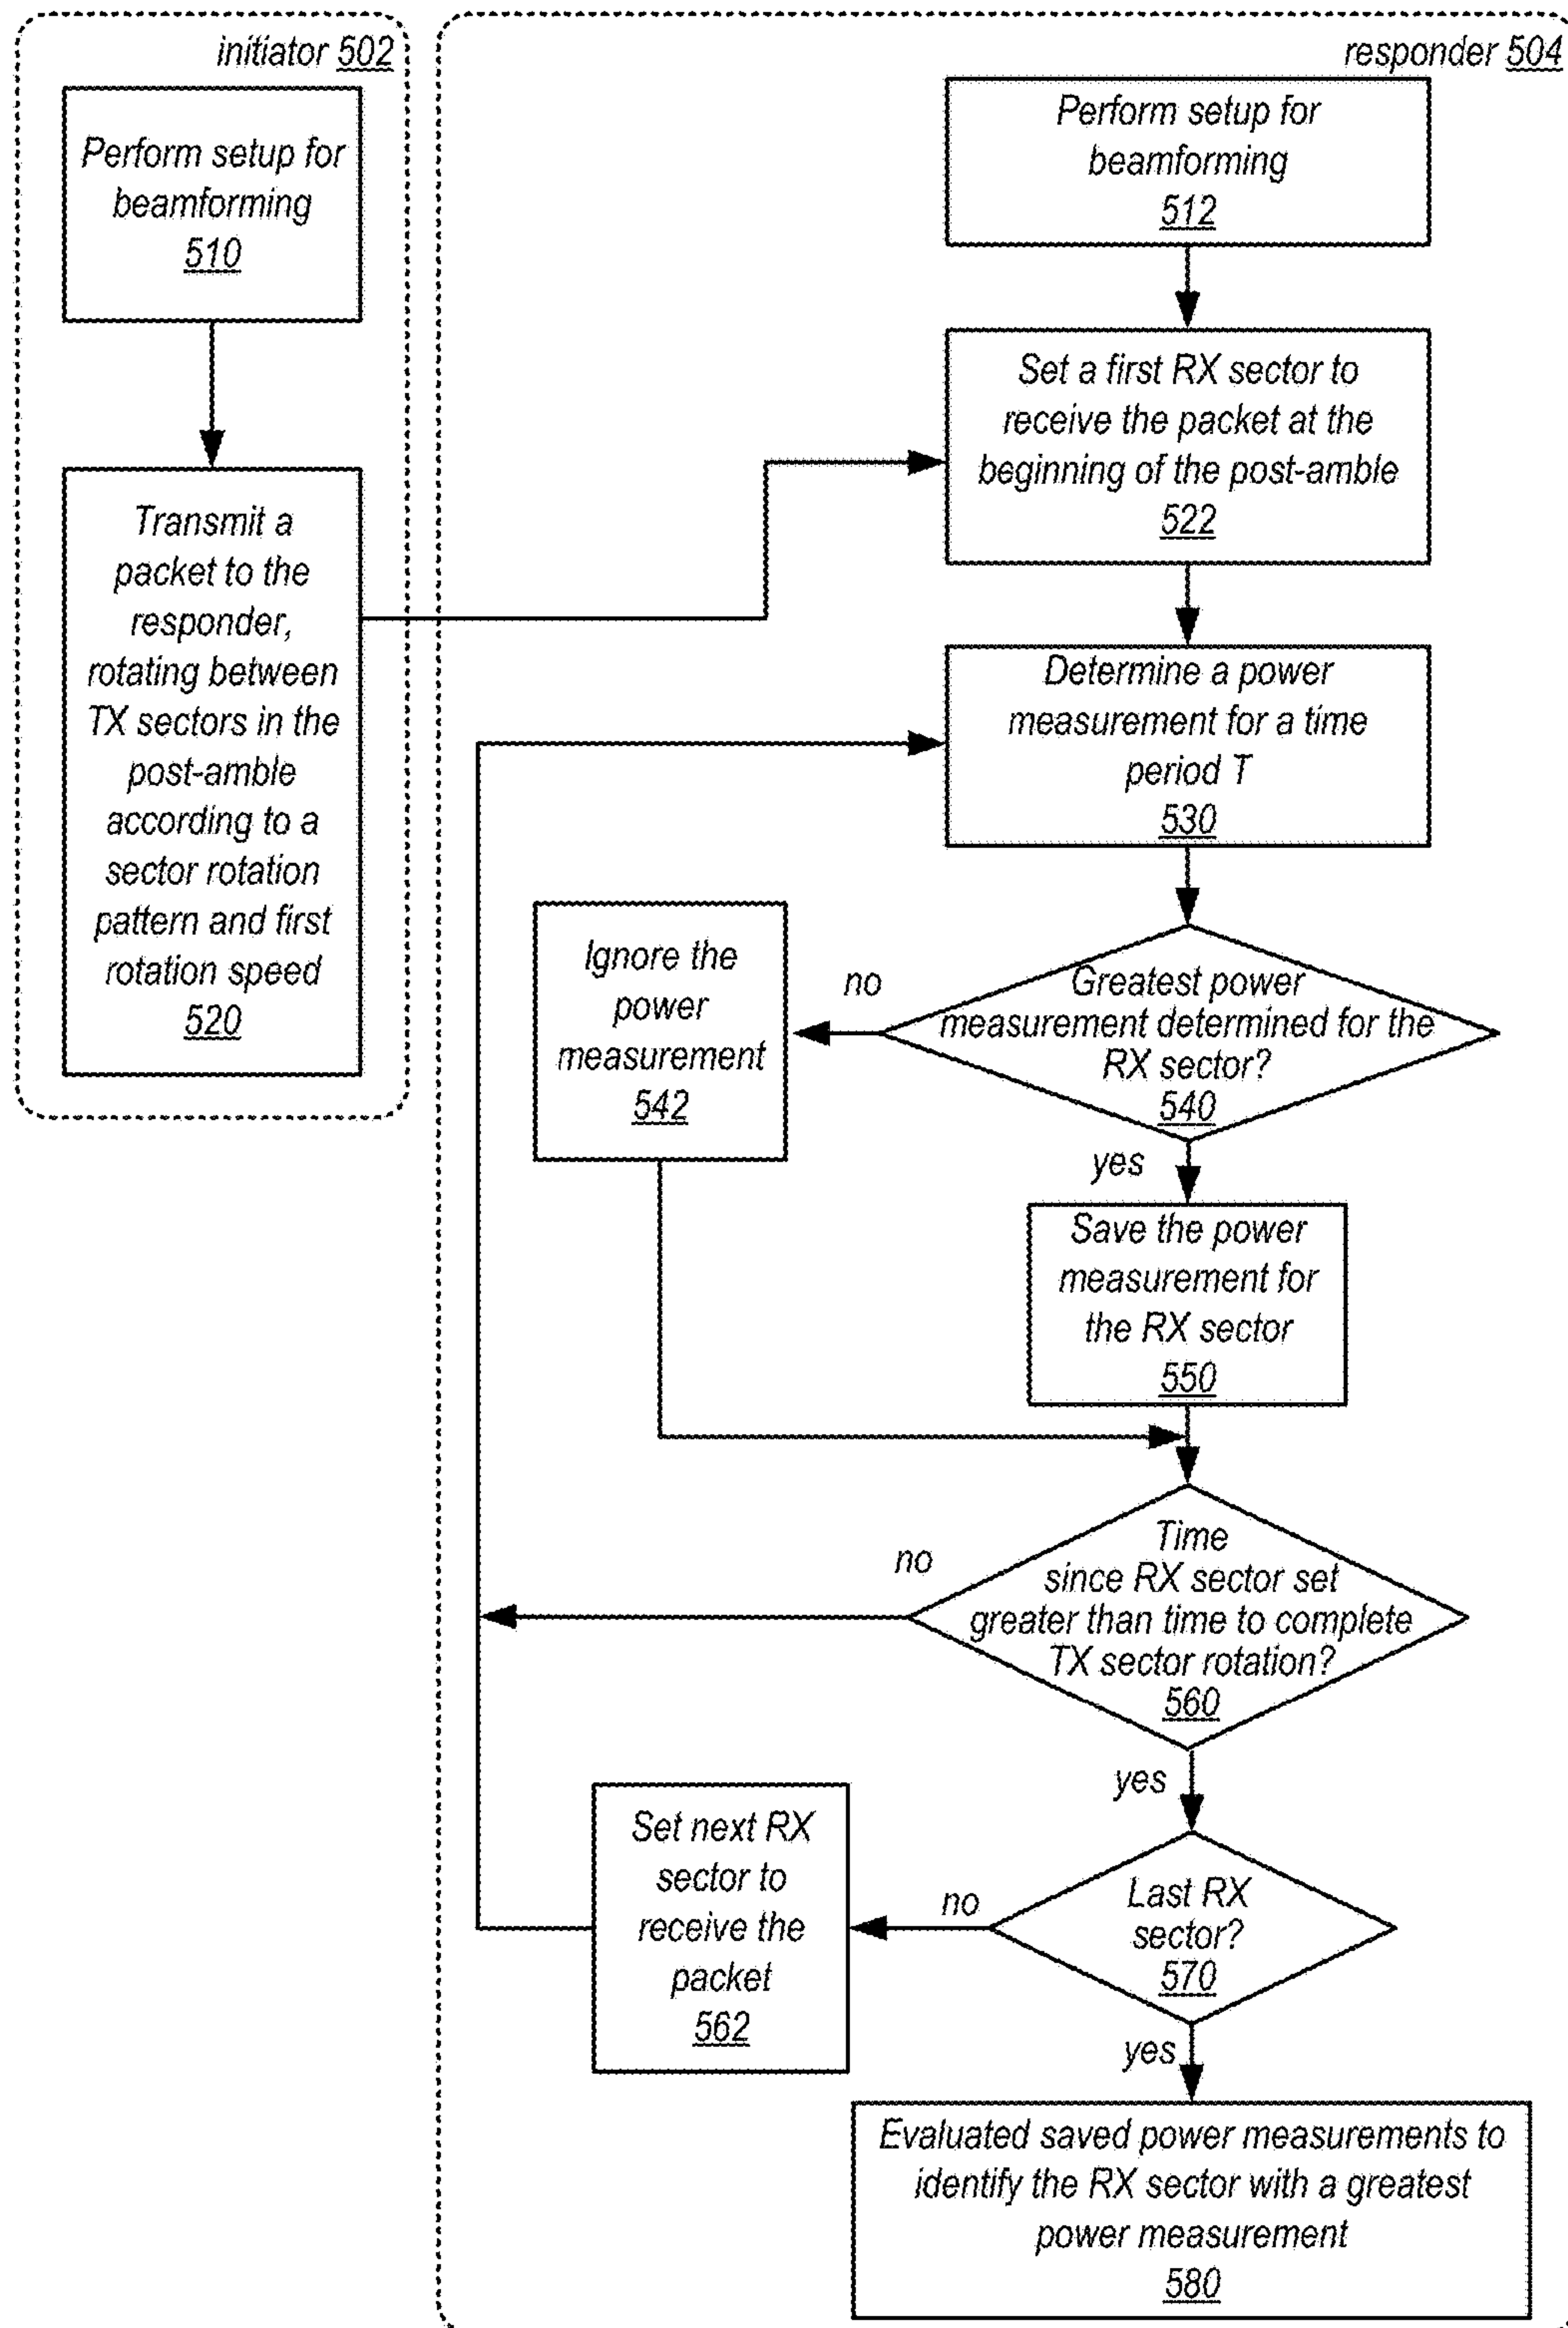 initiator 502
Perform setup for
beamforming
510
Transmit a
packet to the
responder,
rotating between
TX sectors in the
post-amble
according to a
sector rotation
pattern and first
rotation speed
520
responder 504
Perform setup for
beamforming
512
Set a first RX sector to
receive the packet at the
beginning of the post-amble
522
Determine a power
measurement for a time
period T
530
Greatest power
measurement determined for the
RX sector?
540
no
Ignore the
power
measurement
542
yes
Save the power
measurement for
the RX sector
550
Time
since RX sector set
greater than time to complete
TX sector rotation?
560
no
yes
Last RX
sector?
570
no
Set next RX
sector to
receive the
packet
562
yes
Evaluated saved power measurements to
identify the RX sector with a greatest
power measurement
580